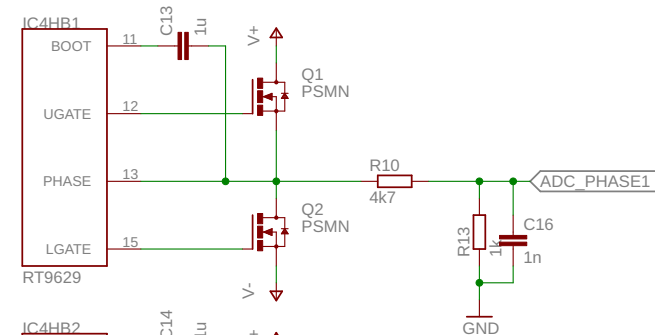 IC4HB1
BOOT
11
C13
1u
V+
Q1
PSMN
UGATE
12
PHASE
13
R10
4k7
ADC_PHASE1
Q2
PSMN
LGATE
15
RT9629
V-
R13
1k
C16
1n
GND
IC4HB2
C14
1u